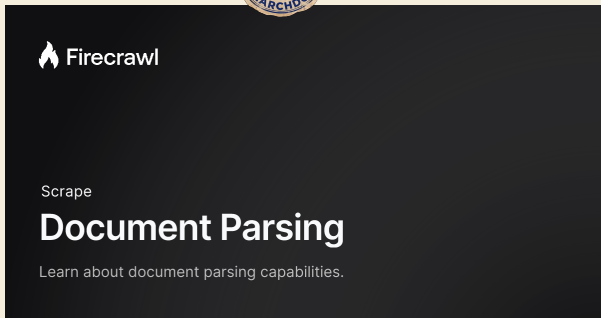 Firecrawl
Scrape
Document Parsing
Learn about document parsing capabilities.